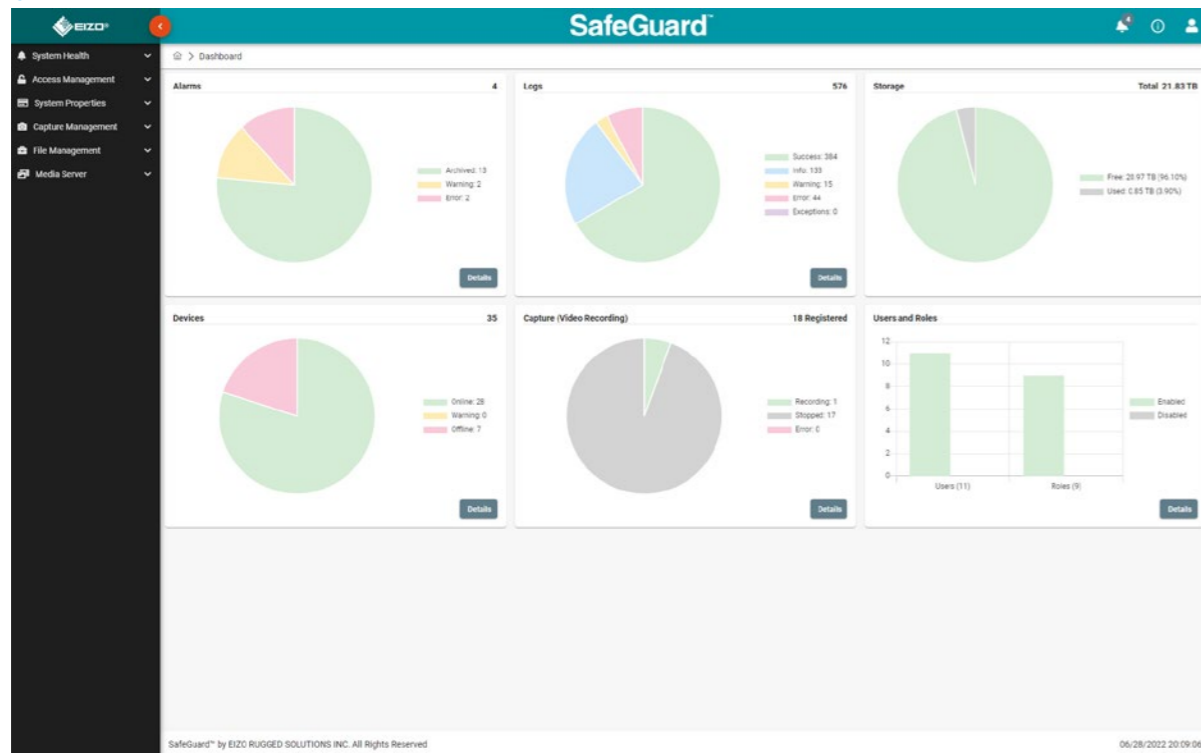 EIZO®
SafeGuard™
4
System Health
Access Management
System Properties
Capture Management
File Management
Media Server
Dashboard
Alarms 4
Archived: 13
Warning: 2
Error: 2
Details
Logs 576
Success: 384
Info: 133
Warning: 15
Error: 44
Exceptions: 0
Details
Storage Total 21.83 TB
Free: 20.97 TB (96.10%)
Used: 0.85 TB (3.90%)
Devices 35
Online: 28
Warning: 0
Offline: 7
Details
Capture (Video Recording) 18 Registered
Recording: 1
Stopped: 17
Error: 0
Details
Users and Roles
12
10
8
6
4
2
0
Users (11) Roles (9)
Enabled
Disabled
Details
SafeGuard™ by EIZO RUGGED SOLUTIONS INC. All Rights Reserved
06/28/2022 20:09:06